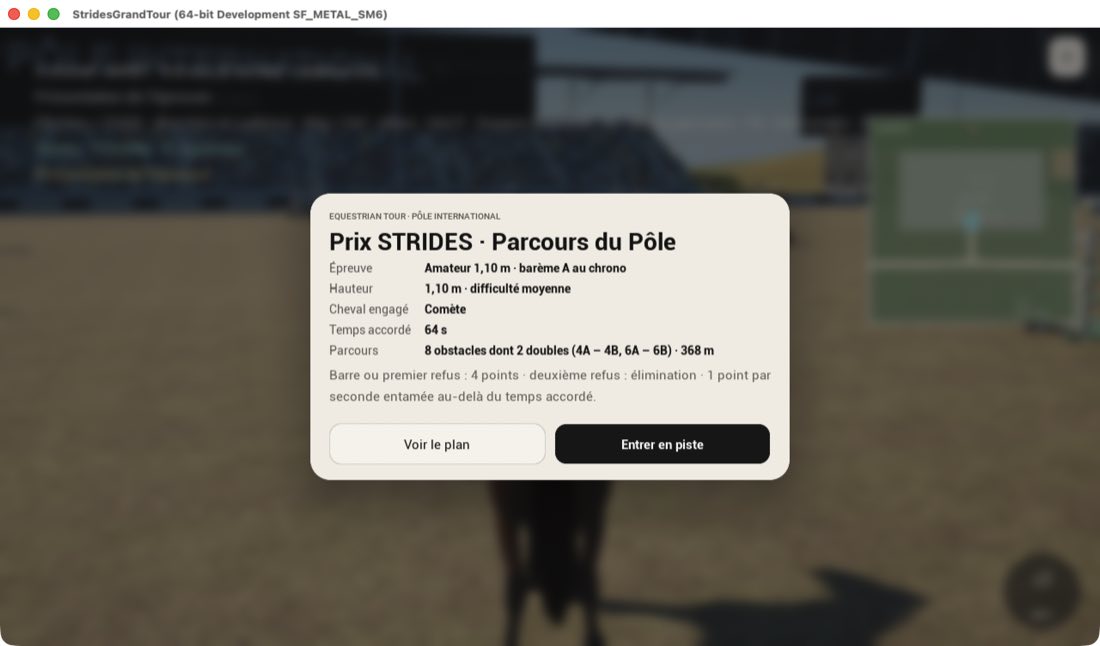 StridesGrandTour (64-bit Development SF_METAL_SM6)
EQUESTRIAN TOUR · PÔLE INTERNATIONAL
Prix STRIDES · Parcours du Pôle
Épreuve Amateur 1,10 m · barème A au chrono
Hauteur 1,10 m · difficulté moyenne
Cheval engagé Comète
Temps accordé 64 s
Parcours 8 obstacles dont 2 doubles (4A – 4B, 6A – 6B) · 368 m
Barre ou premier refus : 4 points · deuxième refus : élimination · 1 point par
seconde entamée au-delà du temps accordé.
Voir le plan Entrer en piste